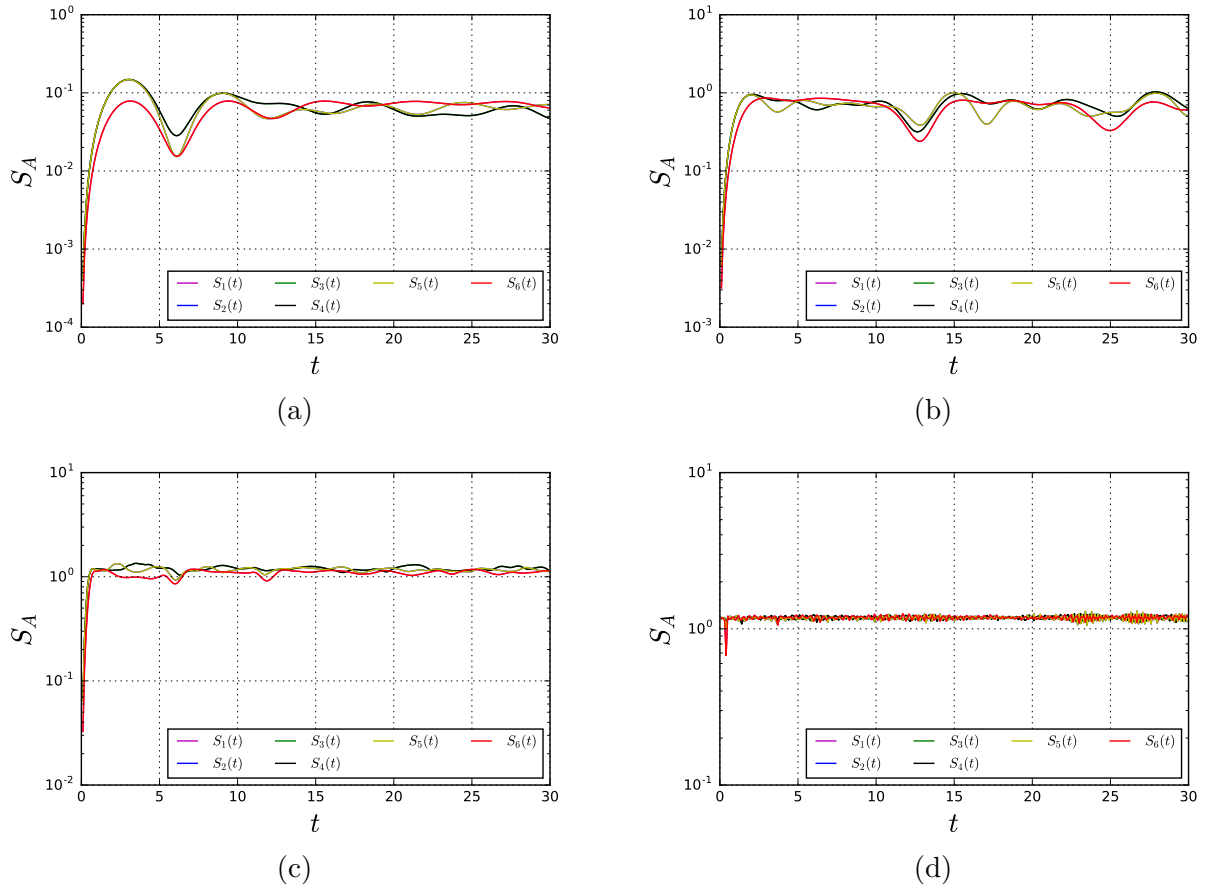 10^0
10^-1
10^-2
10^-3
10^-4
S_A
0 5 10 15 20 25 30
t
S_1(t) S_3(t) S_5(t) S_6(t)
S_2(t) S_4(t)
(a)
10^1
10^0
10^-1
10^-2
10^-3
S_A
0 5 10 15 20 25 30
t
S_1(t) S_3(t) S_5(t) S_6(t)
S_2(t) S_4(t)
(b)
10^1
10^0
10^-1
10^-2
S_A
0 5 10 15 20 25 30
t
S_1(t) S_3(t) S_5(t) S_6(t)
S_2(t) S_4(t)
(c)
10^1
10^0
10^-1
S_A
0 5 10 15 20 25 30
t
S_1(t) S_3(t) S_5(t) S_6(t)
S_2(t) S_4(t)
(d)